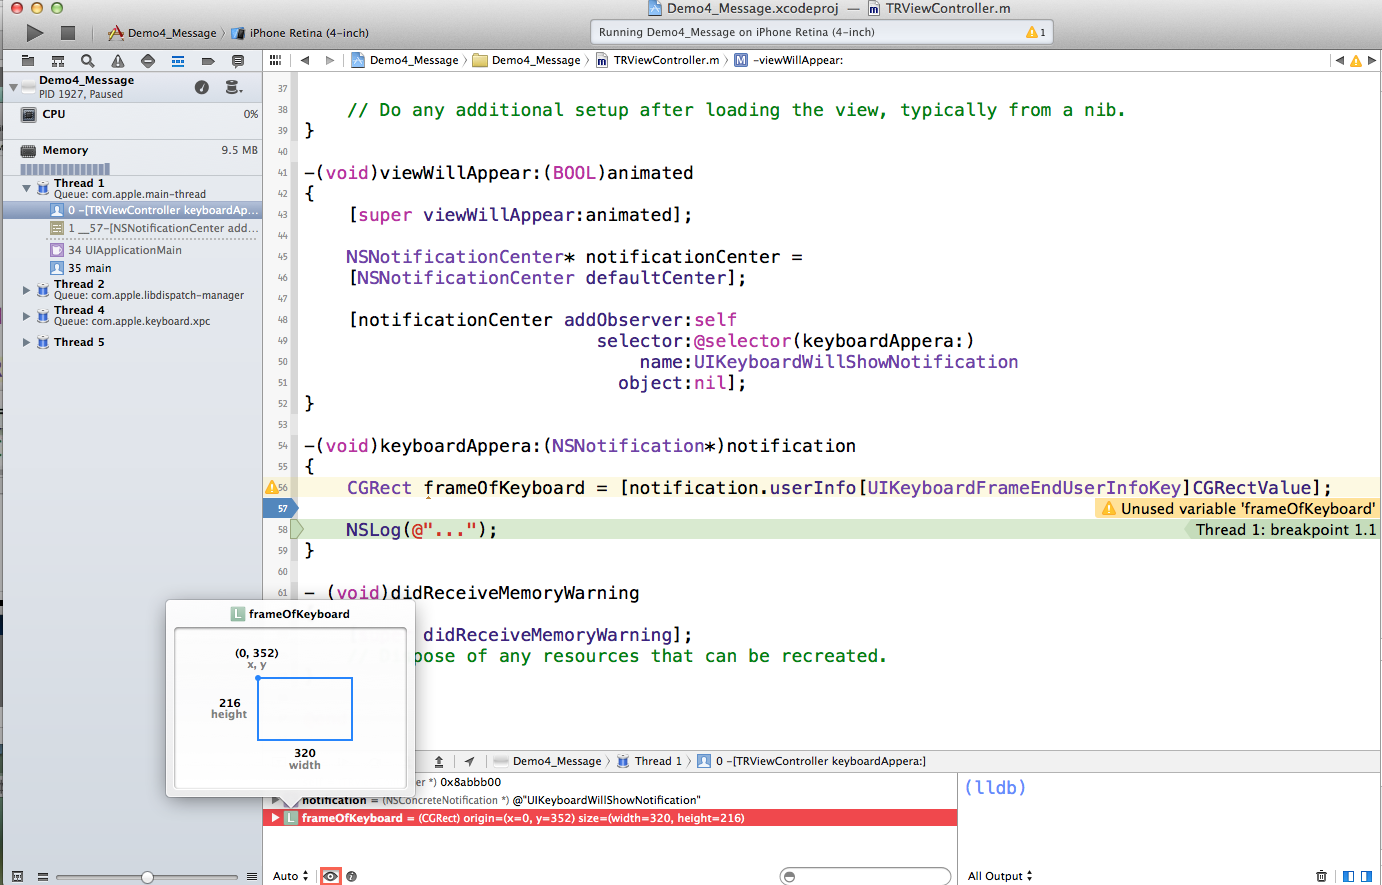 Demo4_Message.xcodeproj — TRViewController.m
Demo4_Message iPhone Retina (4-inch)
Running Demo4_Message on iPhone Retina (4-inch) 1
Demo4_Message Demo4_Message TRViewController.m M -viewWillAppear:
Demo4_Message
PID 1927, Paused
CPU 0%
Memory 9.5 MB
Thread 1
Queue: com.apple.main-thread
0 -[TRViewController keyboardAp...
1 __57-[NSNotificationCenter add...
34 UIApplicationMain
35 main
Thread 2
Queue: com.apple.libdispatch-manager
Thread 4
Queue: com.apple.keyboard.xpc
Thread 5
37
38 // Do any additional setup after loading the view, typically from a nib.
39 }
40
41 -(void)viewWillAppear:(BOOL)animated
42 {
43 [super viewWillAppear:animated];
44
45 NSNotificationCenter* notificationCenter =
46 [NSNotificationCenter defaultCenter];
47
48 [notificationCenter addObserver:self
49 selector:@selector(keyboardAppera:)
50 name:UIKeyboardWillShowNotification
51 object:nil];
52 }
53
54 -(void)keyboardAppera:(NSNotification*)notification
55 {
56 CGRect frameOfKeyboard = [notification.userInfo[UIKeyboardFrameEndUserInfoKey]CGRectValue];
57 Unused variable 'frameOfKeyboard'
58 NSLog(@"..."); Thread 1: breakpoint 1.1
59 }
60
61 - (void)didReceiveMemoryWarning
didReceiveMemoryWarning];
pose of any resources that can be recreated.
L frameOfKeyboard
(0, 352)
x, y
216
height
320
width
Demo4_Message Thread 1 0 -[TRViewController keyboardAppera:]
er *) 0x8abbb00
notification = (NSConcreteNotification *) @"UIKeyboardWillShowNotification"
L frameOfKeyboard = (CGRect) origin=(x=0, y=352) size=(width=320, height=216)
(lldb)
Auto
All Output